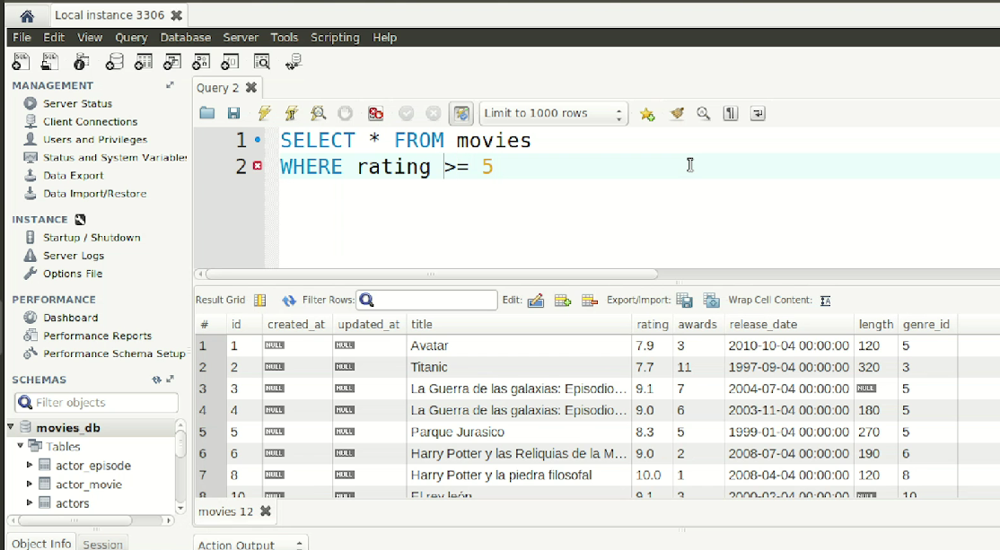 Local instance 3306
File Edit View Query Database Server Tools Scripting Help
MANAGEMENT
Server Status
Client Connections
Users and Privileges
Status and System Variables
Data Export
Data Import/Restore
INSTANCE
Startup / Shutdown
Server Logs
Options File
PERFORMANCE
Dashboard
Performance Reports
Performance Schema Setup
SCHEMAS
Filter objects
movies_db
Tables
actor_episode
actor_movie
actors
Object Info Session
Query 2
Limit to 1000 rows
1 SELECT * FROM movies
2 WHERE rating >= 5
Result Grid Filter Rows: Edit: Export/Import: Wrap Cell Content:
# id created_at updated_at title rating awards release_date length genre_id
1 1 NULL NULL Avatar 7.9 3 2010-10-04 00:00:00 120 5
2 2 NULL NULL Titanic 7.7 11 1997-09-04 00:00:00 320 3
3 3 NULL NULL La Guerra de las galaxias: Episodio... 9.1 7 2004-07-04 00:00:00 NULL 5
4 4 NULL NULL La Guerra de las galaxias: Episodio... 9.0 6 2003-11-04 00:00:00 180 5
5 5 NULL NULL Parque Jurasico 8.3 5 1999-01-04 00:00:00 270 5
6 6 NULL NULL Harry Potter y las Reliquias de la M... 9.0 2 2008-07-04 00:00:00 190 6
7 8 NULL NULL Harry Potter y la piedra filosofal 10.0 1 2008-04-04 00:00:00 120 8
8 10 NULL NULL El rey león 9.1 3 2000-02-04 00:00:00 NULL 10
movies 12
Action Output